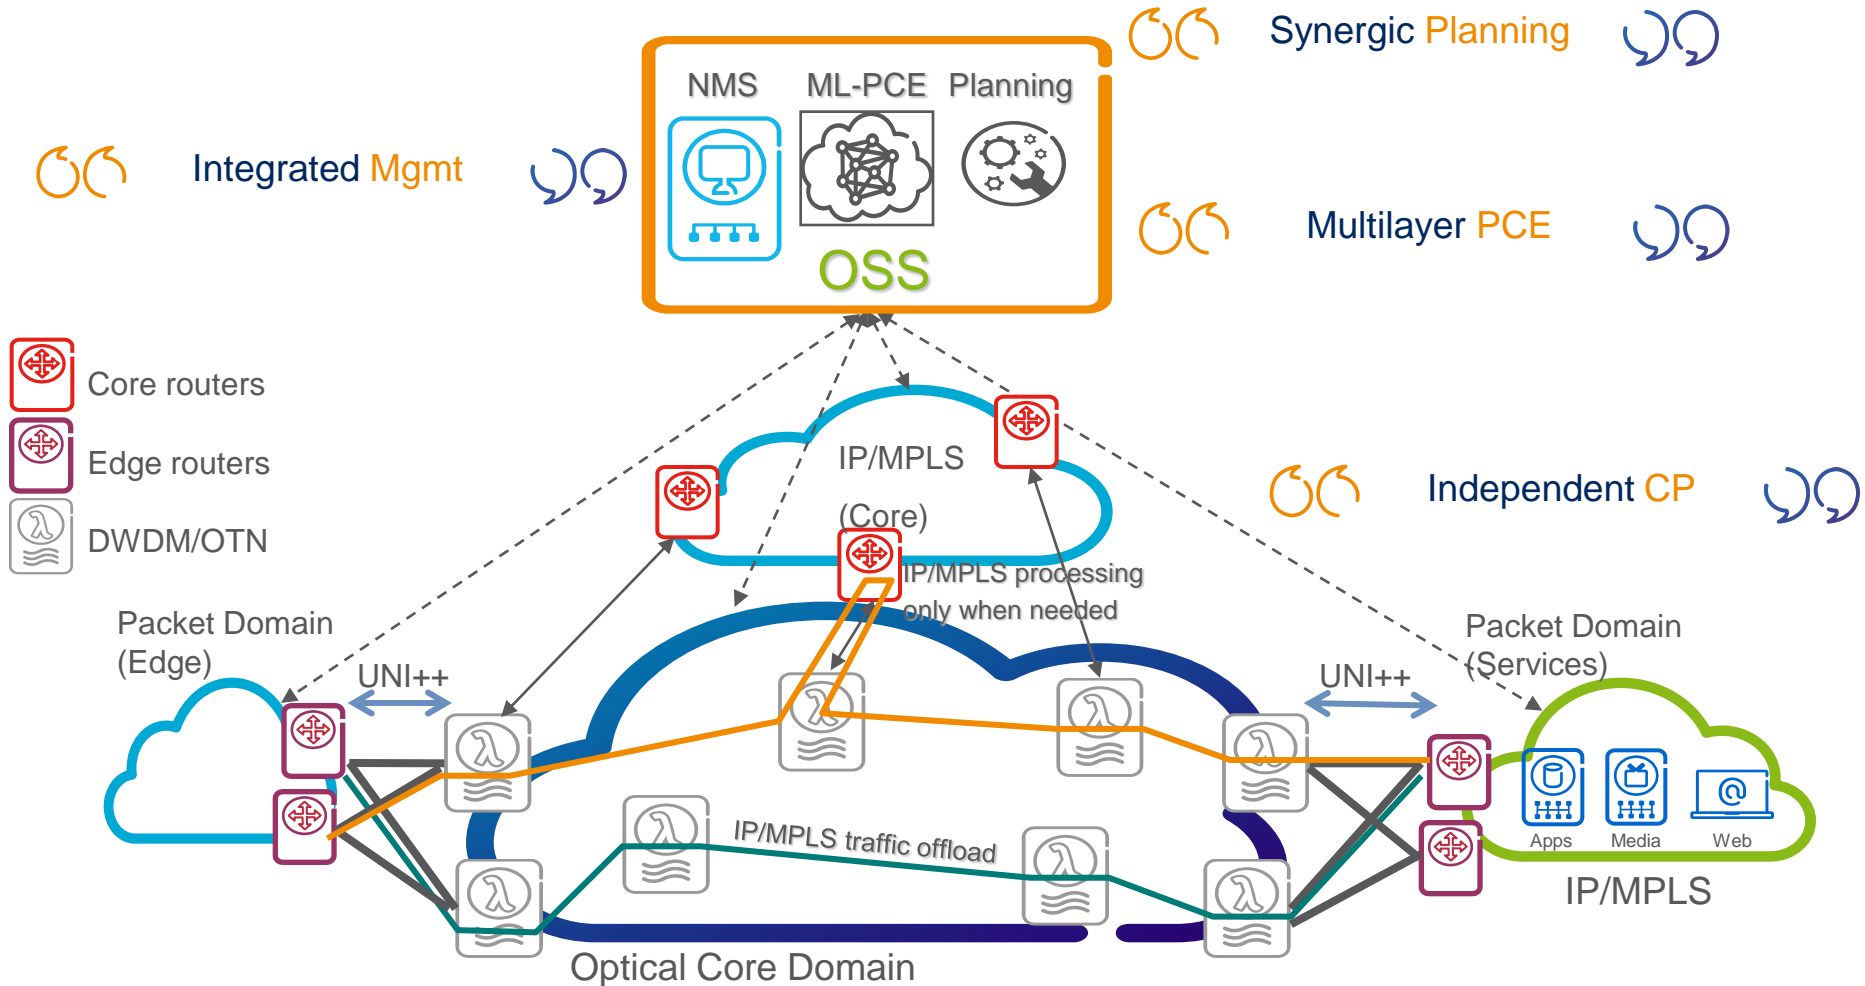 Synergic Planning
NMS
ML-PCE
Planning
Integrated Mgmt
Multilayer PCE
OSS
Core routers
Edge routers
DWDM/OTN
IP/MPLS
(Core)
Independent CP
IP/MPLS processing
only when needed
Packet Domain
(Edge)
UNI++
UNI++
Packet Domain
(Services)
IP/MPLS traffic offload
Apps
Media
Web
IP/MPLS
Optical Core Domain